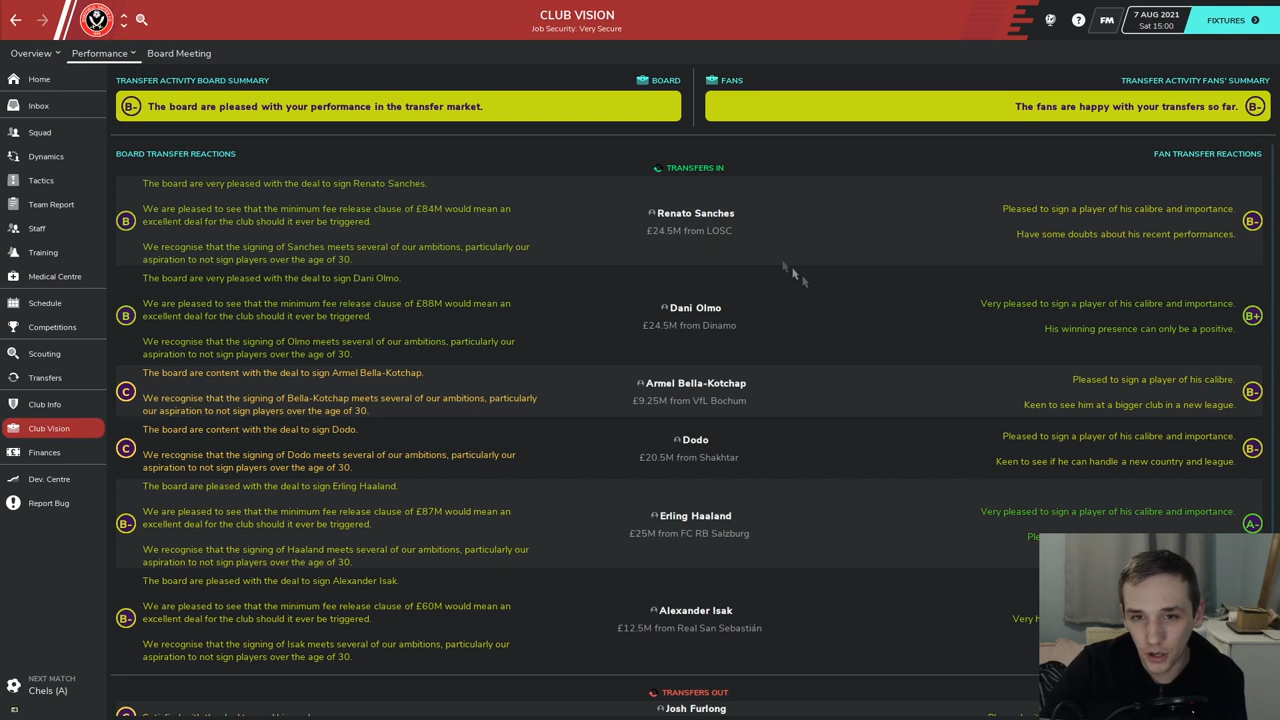 CLUB VISION
Job Security: Very Secure
FM
7 AUG 2021
Sat 15:00
FIXTURES
Overview
Performance
Board Meeting
Home
Inbox
Squad
Dynamics
Tactics
Team Report
Staff
Training
Medical Centre
Schedule
Competitions
Scouting
Transfers
Club Info
Club Vision
Finances
Dev. Centre
Report Bug
NEXT MATCH
Chels (A)
TRANSFER ACTIVITY BOARD SUMMARY
BOARD
FANS
TRANSFER ACTIVITY FANS' SUMMARY
B- The board are pleased with your performance in the transfer market.
The fans are happy with your transfers so far. B-
BOARD TRANSFER REACTIONS
FAN TRANSFER REACTIONS
TRANSFERS IN
The board are very pleased with the deal to sign Renato Sanches.
We are pleased to see that the minimum fee release clause of £84M would mean an
excellent deal for the club should it ever be triggered.
B
We recognise that the signing of Sanches meets several of our ambitions, particularly our
aspiration to not sign players over the age of 30.
Renato Sanches
£24.5M from LOSC
Pleased to sign a player of his calibre and importance.
B-
Have some doubts about his recent performances.
The board are very pleased with the deal to sign Dani Olmo.
We are pleased to see that the minimum fee release clause of £88M would mean an
excellent deal for the club should it ever be triggered.
B
We recognise that the signing of Olmo meets several of our ambitions, particularly our
aspiration to not sign players over the age of 30.
Dani Olmo
£24.5M from Dinamo
Very pleased to sign a player of his calibre and importance.
B+
His winning presence can only be a positive.
The board are content with the deal to sign Armel Bella-Kotchap.
C
We recognise that the signing of Bella-Kotchap meets several of our ambitions, particularly
our aspiration to not sign players over the age of 30.
Armel Bella-Kotchap
£9.25M from VfL Bochum
Pleased to sign a player of his calibre.
B-
Keen to see him at a bigger club in a new league.
The board are content with the deal to sign Dodo.
C
We recognise that the signing of Dodo meets several of our ambitions, particularly our
aspiration to not sign players over the age of 30.
Dodo
£20.5M from Shakhtar
Pleased to sign a player of his calibre and importance.
B-
Keen to see if he can handle a new country and league.
The board are pleased with the deal to sign Erling Haaland.
We are pleased to see that the minimum fee release clause of £87M would mean an
excellent deal for the club should it ever be triggered.
B-
We recognise that the signing of Haaland meets several of our ambitions, particularly our
aspiration to not sign players over the age of 30.
Erling Haaland
£25M from FC RB Salzburg
Very pleased to sign a player of his calibre and importance.
A-
The board are pleased with the deal to sign Alexander Isak.
We are pleased to see that the minimum fee release clause of £60M would mean an
excellent deal for the club should it ever be triggered.
B-
We recognise that the signing of Isak meets several of our ambitions, particularly our
aspiration to not sign players over the age of 30.
Alexander Isak
£12.5M from Real San Sebastián
Very
TRANSFERS OUT
Josh Furlong